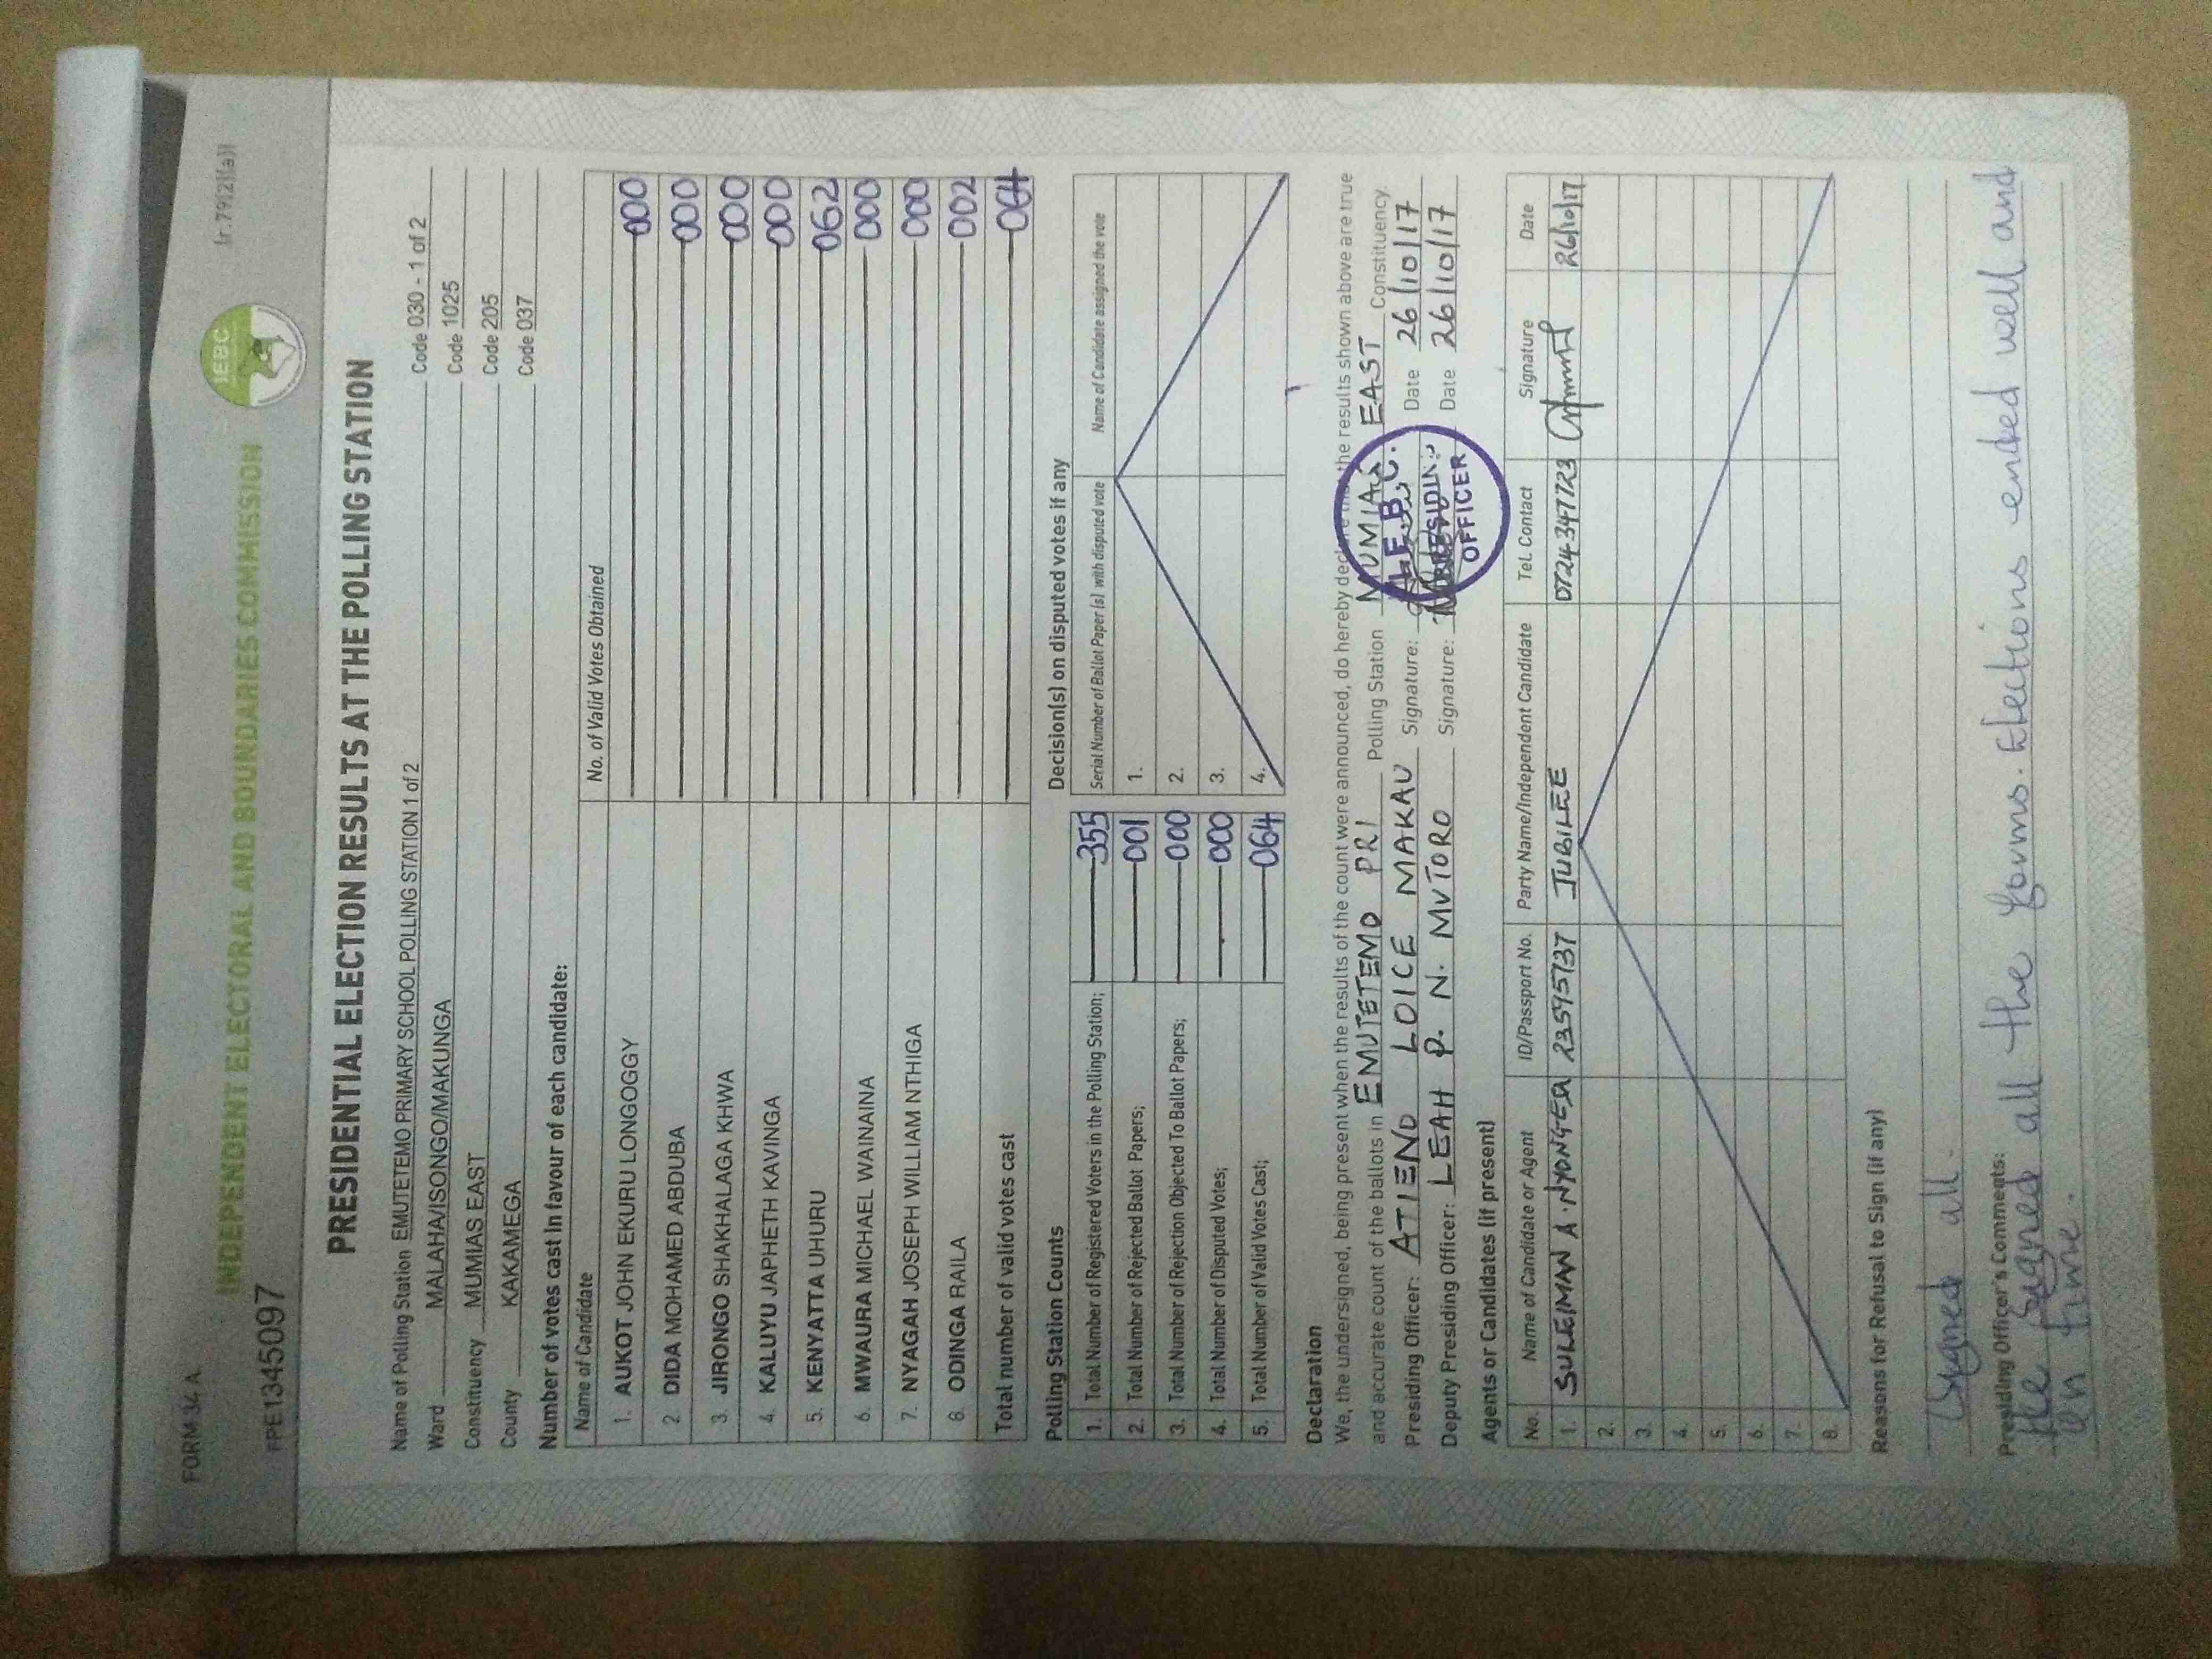 FORM 34 A
(r.79(2)(a))
IEBC
INDEPENDENT ELECTORAL AND BOUNDARIES COMMISSION
PPE1345097
PRESIDENTIAL ELECTION RESULTS AT THE POLLING STATION
Name of Polling Station EMUTETEMO PRIMARY SCHOOL POLLING STATION 1 of 2 Code 030 - 1 of 2
Ward MALAHA/ISONGO/MAKUNGA Code 1025
Constituency MUMIAS EAST Code 205
County KAKAMEGA Code 037
Number of votes cast in favour of each candidate:
Name of Candidate No. of Valid Votes Obtained
1. AUKOT JOHN EKURU LONGOGGY 000
2. DIDA MOHAMED ABDUBA 000
3. JIRONGO SHAKHALAGA KHWA 000
4. KALUYU JAPHETH KAVINGA 000
5. KENYATTA UHURU 062
6. MWAURA MICHAEL WAINAINA 000
7. NYAGAH JOSEPH WILLIAM NTHIGA 000
8. ODINGA RAILA 002
Total number of valid votes cast 064
Polling Station Counts
1. Total Number of Registered Voters in the Polling Station; 355
2. Total Number of Rejected Ballot Papers; 001
3. Total Number of Rejection Objected To Ballot Papers; 000
4. Total Number of Disputed Votes; 000
5. Total Number of Valid Votes Cast; 064
Decision(s) on disputed votes if any
Serial Number of Ballot Paper (s) with disputed vote Name of Candidate assigned the vote
1.
2.
3.
4.
Declaration
We, the undersigned, being present when the results of the count were announced, do hereby declare that the results shown above are true
and accurate count of the ballots in EMUTETEMO PRI Polling Station MUMIAS EAST Constituency
Presiding Officer: ATIENO LOICE MAKAU Signature: Date 26/10/17
Deputy Presiding Officer: LEAH P. N. MUTORO Signature: Date 26/10/17
I.E.B.C.
PRESIDING
OFFICER
Agents or Candidates (if present)
No. Name of Candidate or Agent ID/Passport No. Party Name/Independent Candidate Tel. Contact Signature Date
1. SULEIMAN A. NYONGESA 23595737 JUBILEE 0724347723 26/10/17
2.
3.
4.
5.
6.
7.
8.
Reasons for Refusal to Sign (if any)
Signed all.
Presiding Officer's Comments:
He signed all the forms. Elections ended well and
in time.